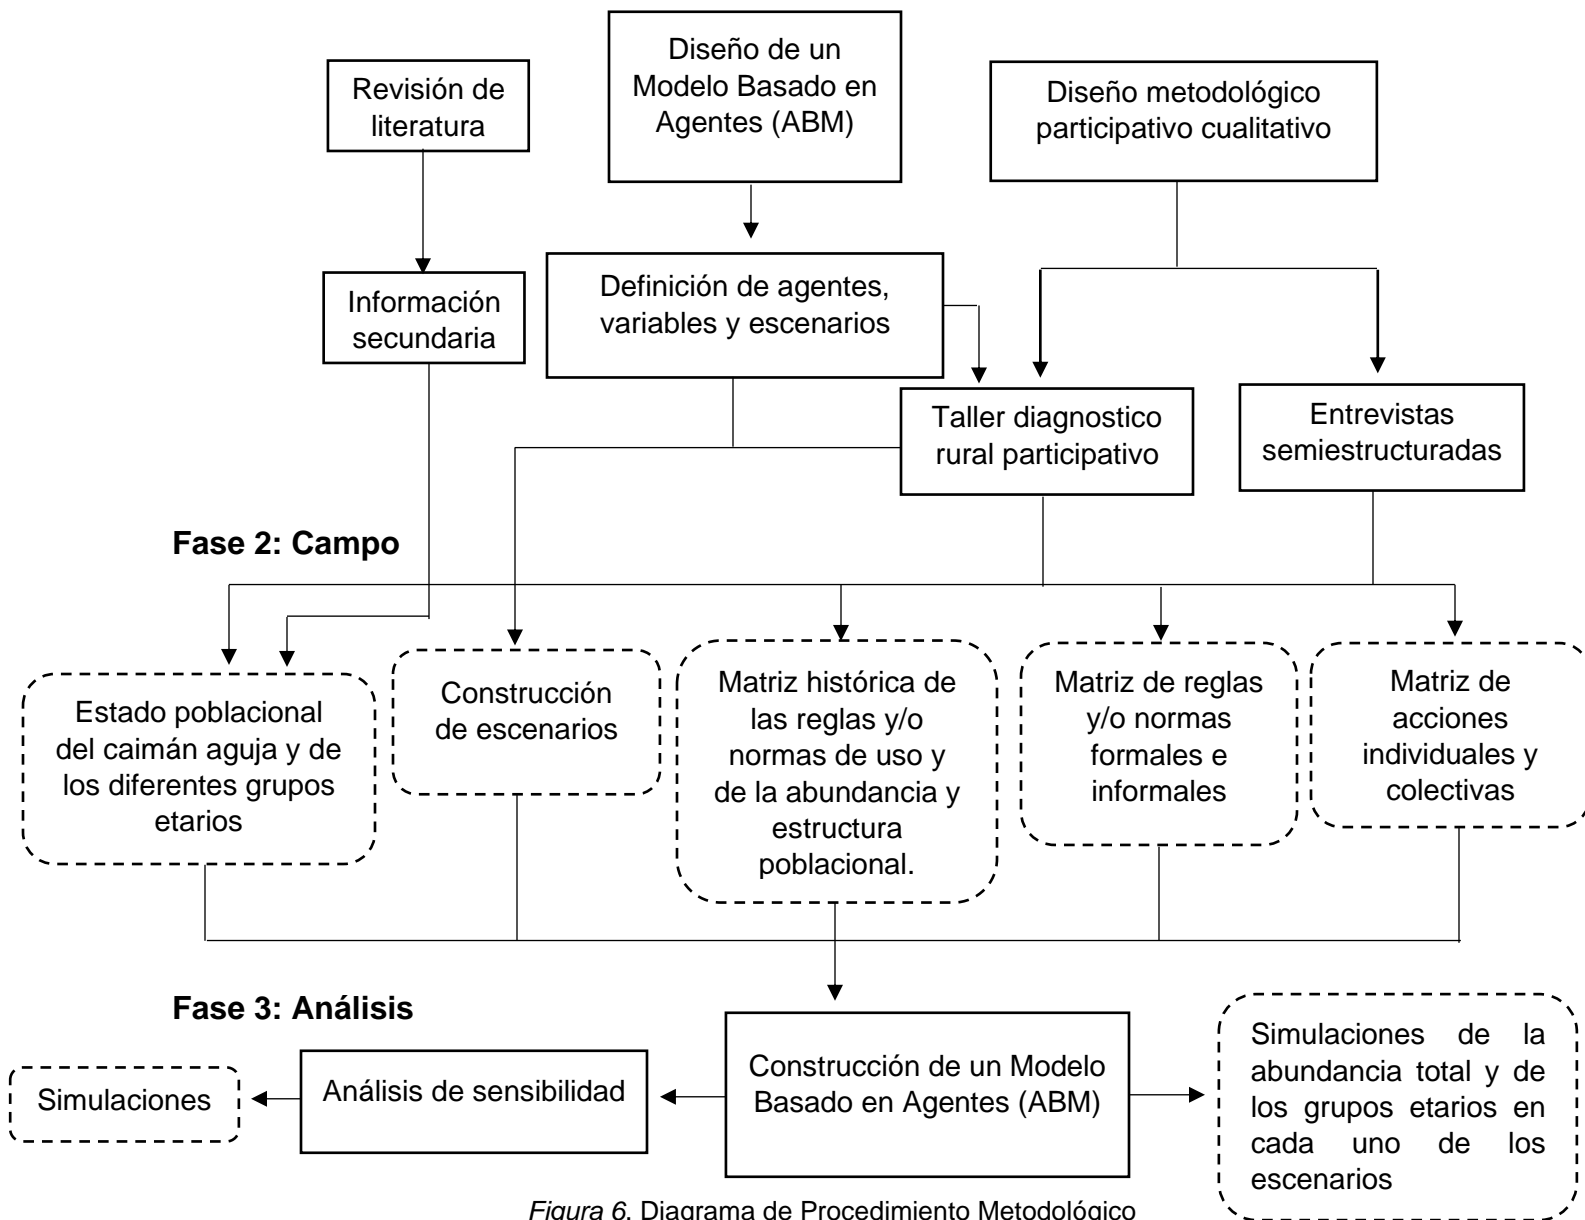 Diseño de un
Modelo Basado en
Agentes (ABM)
Revisión de
literatura
Diseño metodológico
participativo cualitativo
Información
secundaria
Definición de agentes,
variables y escenarios
Taller diagnostico
rural participativo
Entrevistas
semiestructuradas
Fase 2: Campo
Estado poblacional
del caimán aguja y de
los diferentes grupos
etarios
Construcción
de escenarios
Matriz histórica de
las reglas y/o
normas de uso y
de la abundancia y
estructura
poblacional.
Matriz de reglas
y/o normas
formales e
informales
Matriz de
acciones
individuales y
colectivas
Fase 3: Análisis
Simulaciones
Análisis de sensibilidad
Construcción de un Modelo
Basado en Agentes (ABM)
Simulaciones de la
abundancia total y de
los grupos etarios en
cada uno de los
escenarios
Figura 6. Diagrama de Procedimiento Metodológico